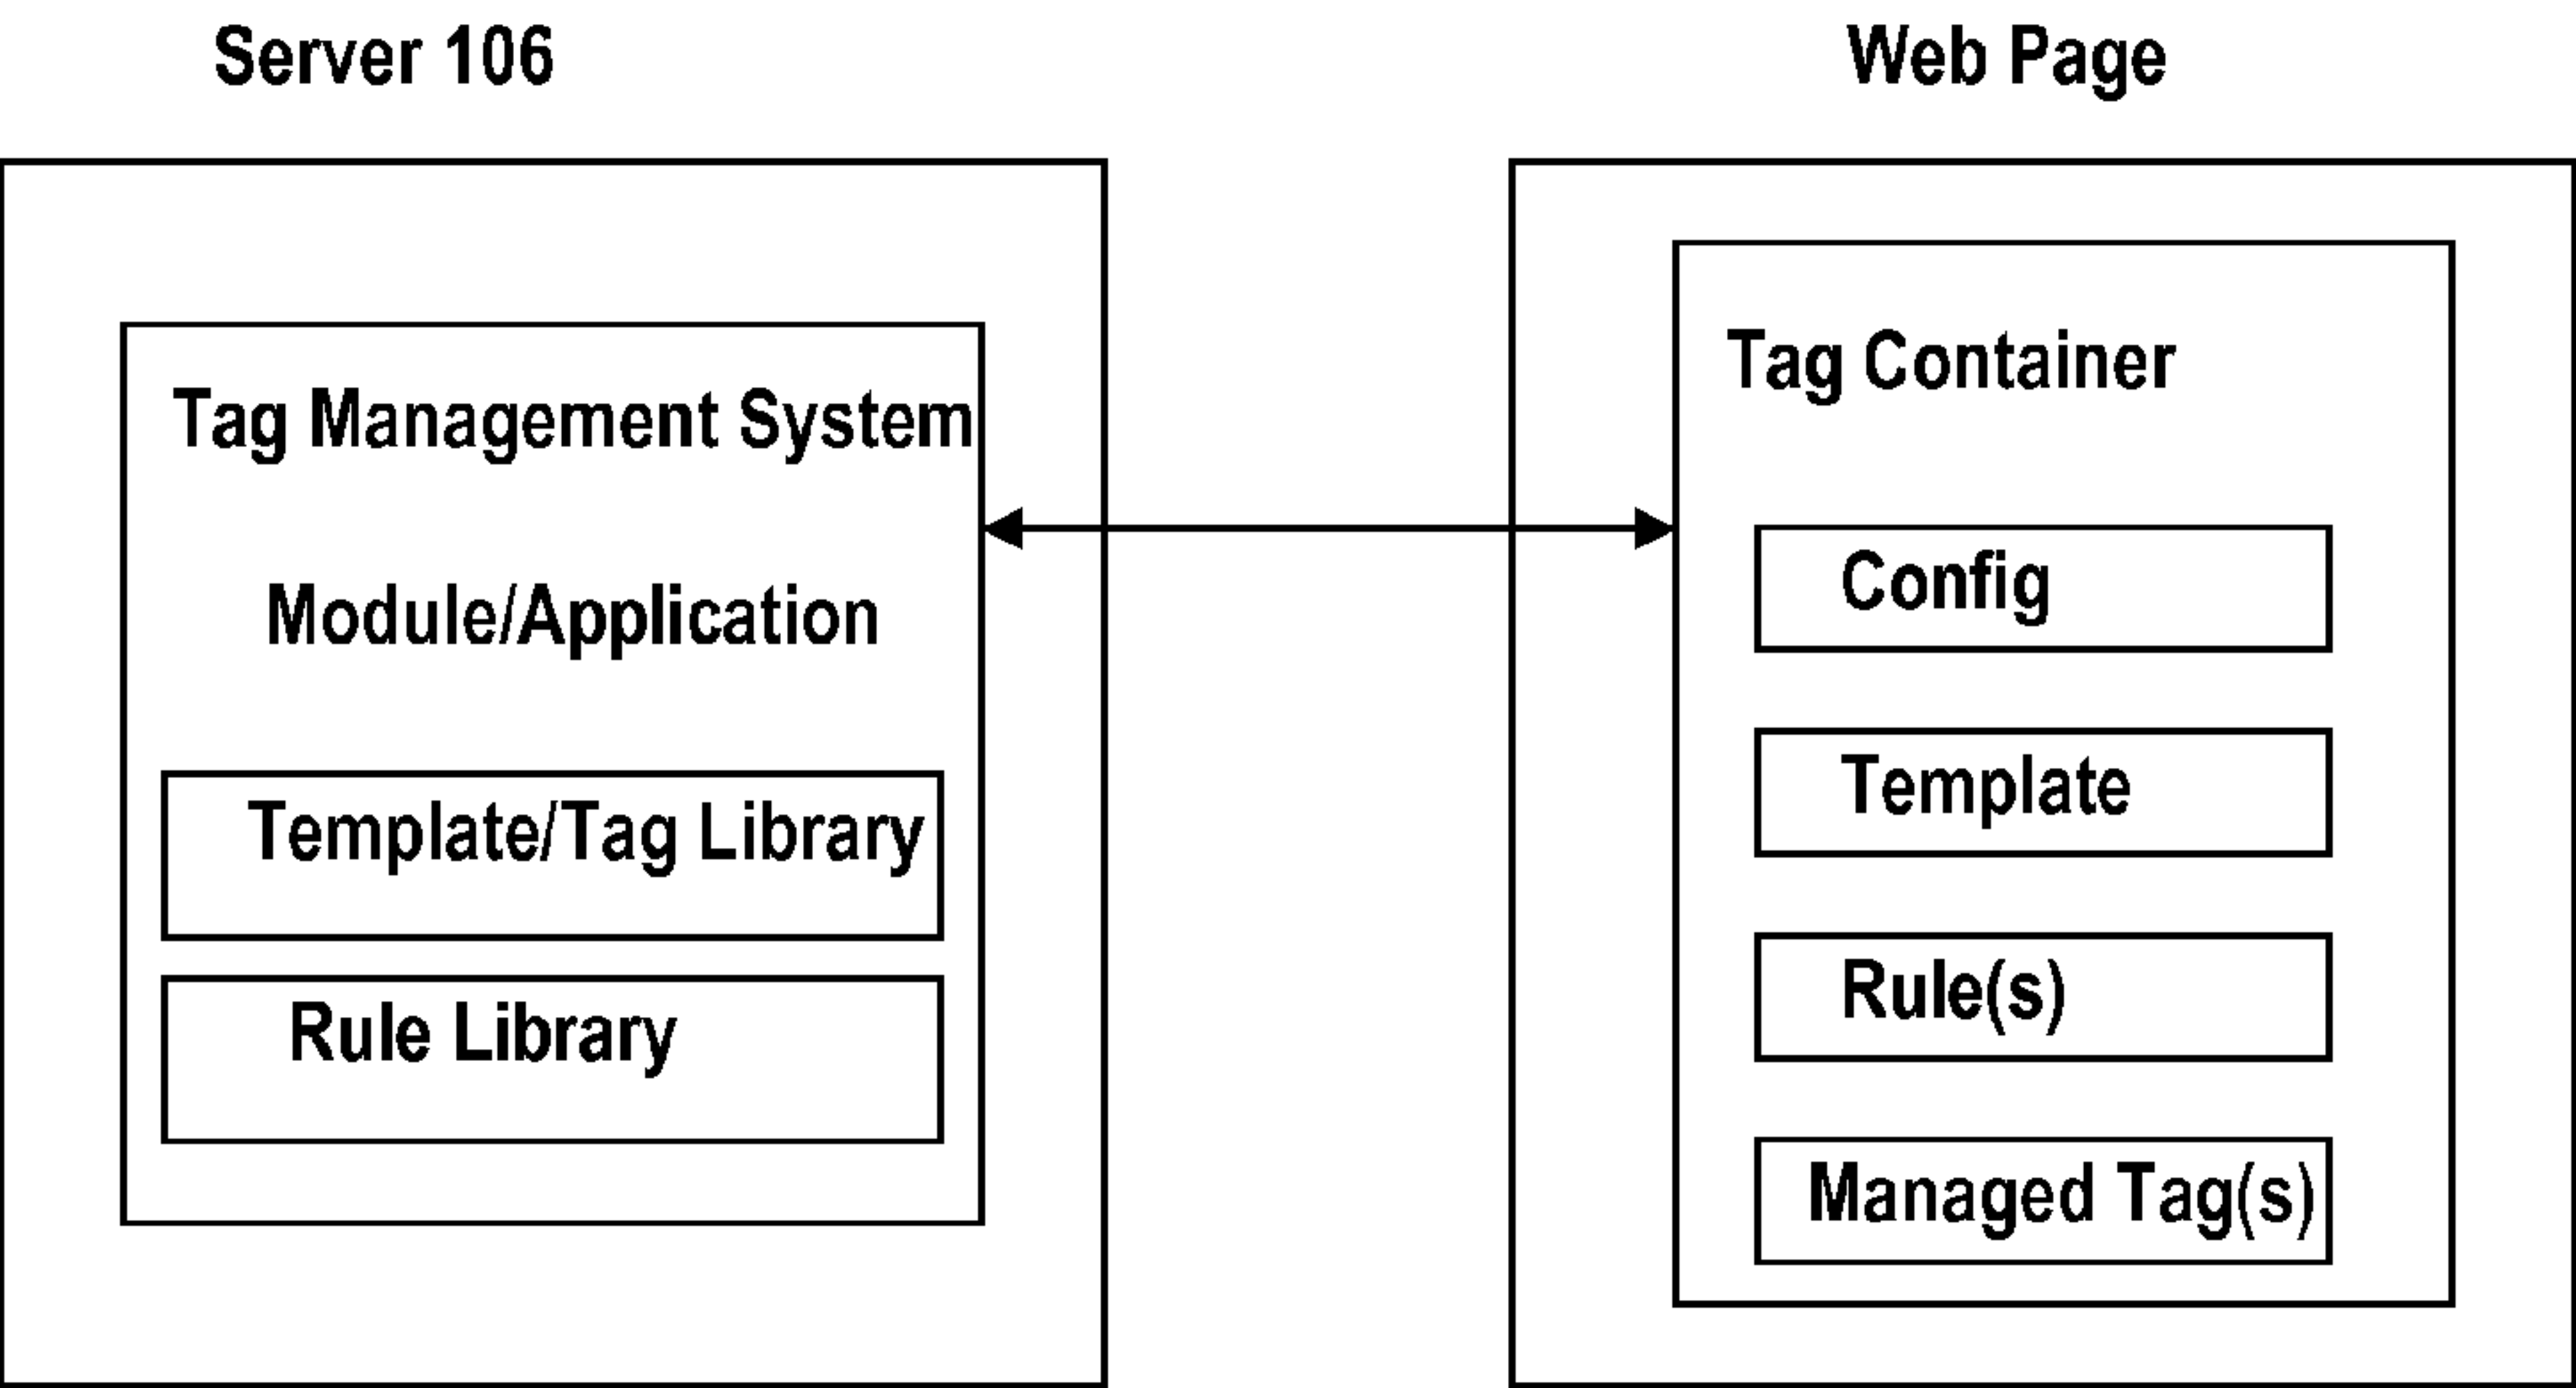 Server 106
Web Page
Tag Management System
Module/Application
Template/Tag Library
Rule Library
Tag Container
Config
Template
Rule(s)
Managed Tag(s)